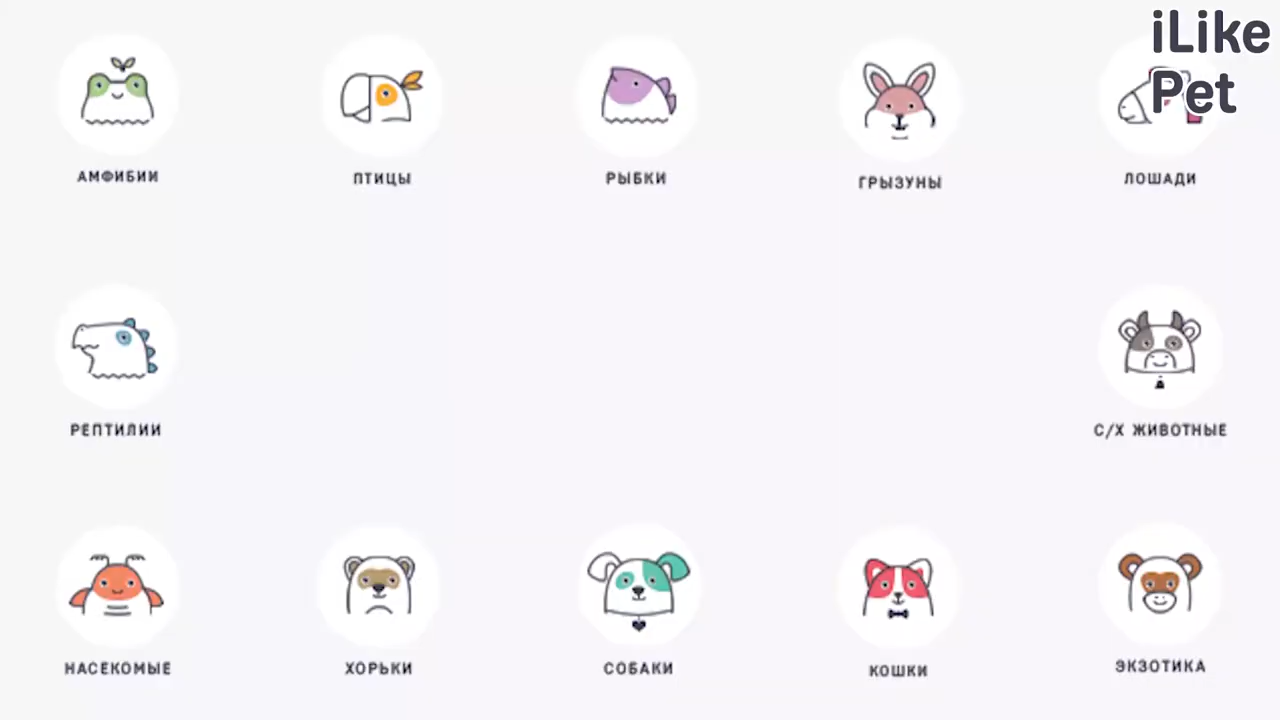 iLike
Pet
АМФИБИИ
ПТИЦЫ
РЫБКИ
ГРЫЗУНЫ
ЛОШАДИ
РЕПТИЛИИ
С/Х ЖИВОТНЫЕ
НАСЕКОМЫЕ
ХОРЬКИ
СОБАКИ
КОШКИ
ЭКЗОТИКА